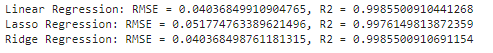 Linear Regression: RMSE = 0.04036849910904765, R2 = 0.9985500910441268
Lasso Regression: RMSE = 0.051774763389621496, R2 = 0.9976149813872359
Ridge Regression: RMSE = 0.040368498761181315, R2 = 0.9985500910691154